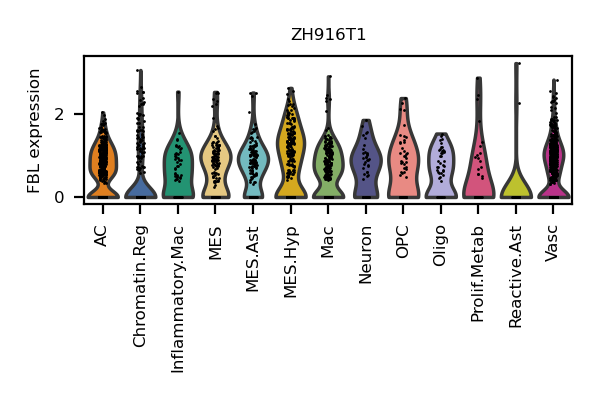 ZH916T1
FBL expression
2
0
AC
Chromatin.Reg
Inflammatory.Mac
MES
MES.Ast
MES.Hyp
Mac
Neuron
OPC
Oligo
Prolif.Metab
Reactive.Ast
Vasc